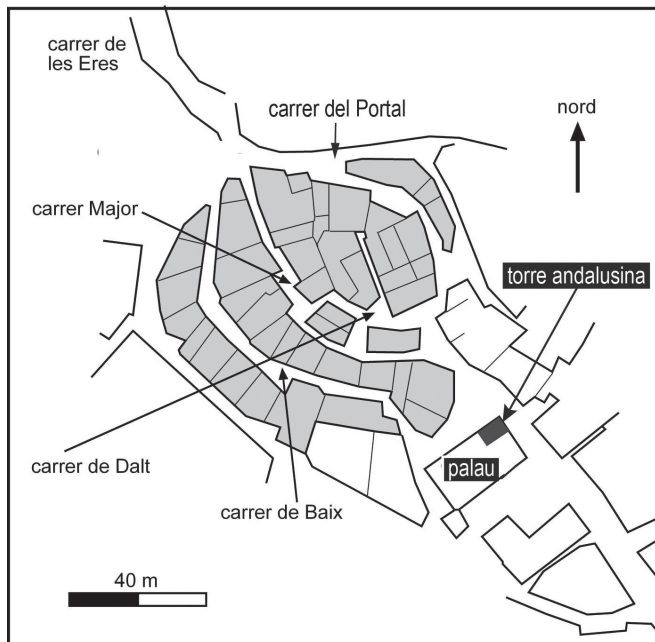 carrer de
les Eres
carrer del Portal
nord
carrer Major
torre andalusina
carrer de Dalt
palau
carrer de Baix
40 m